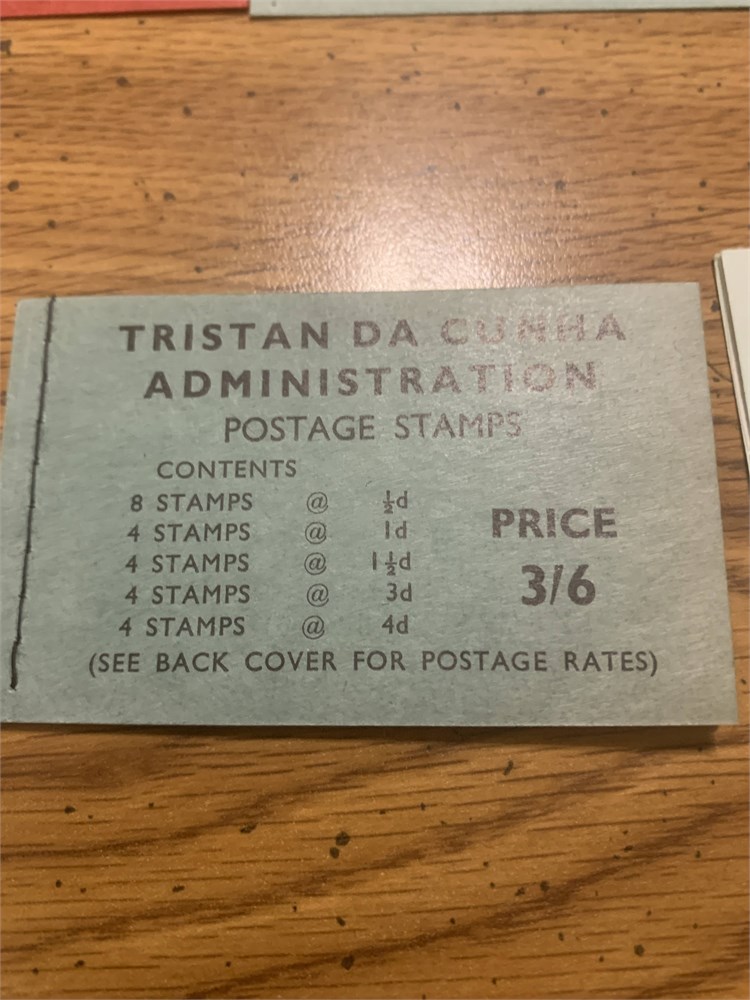 TRISTAN DA CUNHA
ADMINISTRATION
POSTAGE STAMPS
CONTENTS
8 STAMPS @ ½d
4 STAMPS @ 1d
4 STAMPS @ 1½d
4 STAMPS @ 3d
4 STAMPS @ 4d
PRICE
3/6
(SEE BACK COVER FOR POSTAGE RATES)